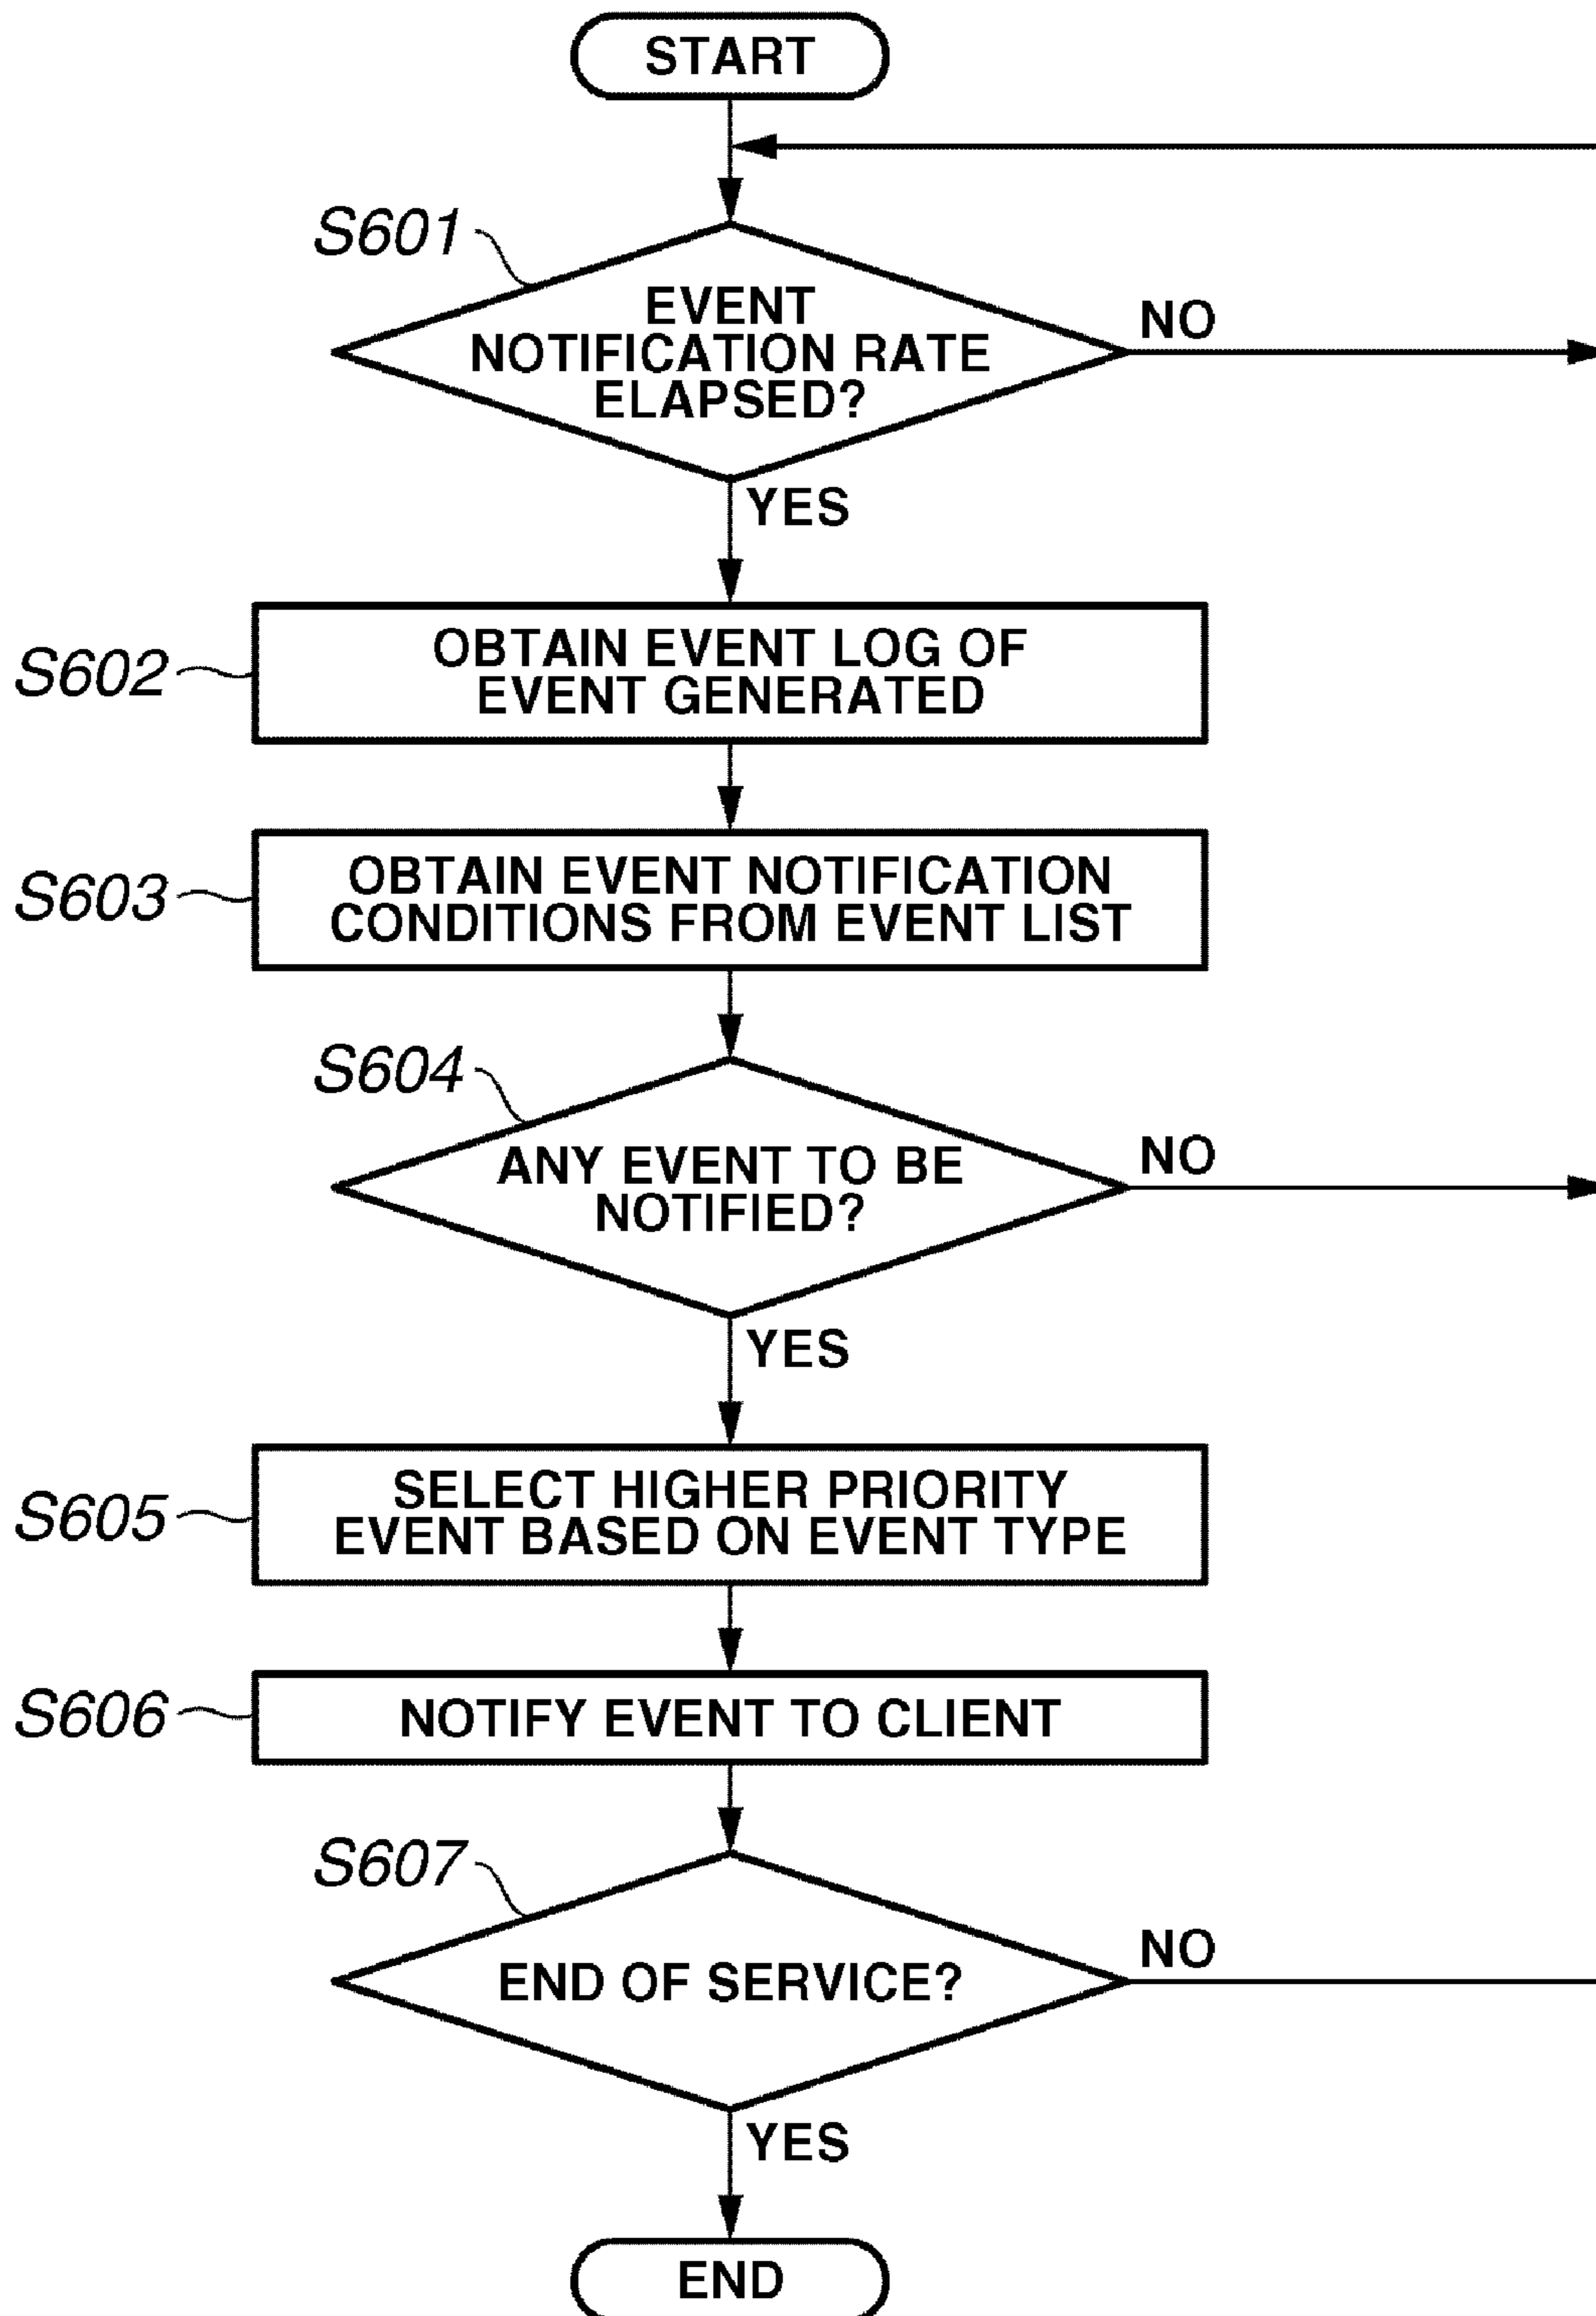 START
S601
EVENT
NOTIFICATION RATE
ELAPSED?
NO
YES
S602
OBTAIN EVENT LOG OF
EVENT GENERATED
S603
OBTAIN EVENT NOTIFICATION
CONDITIONS FROM EVENT LIST
S604
ANY EVENT TO BE
NOTIFIED?
NO
YES
S605
SELECT HIGHER PRIORITY
EVENT BASED ON EVENT TYPE
S606
NOTIFY EVENT TO CLIENT
S607
END OF SERVICE?
NO
YES
END